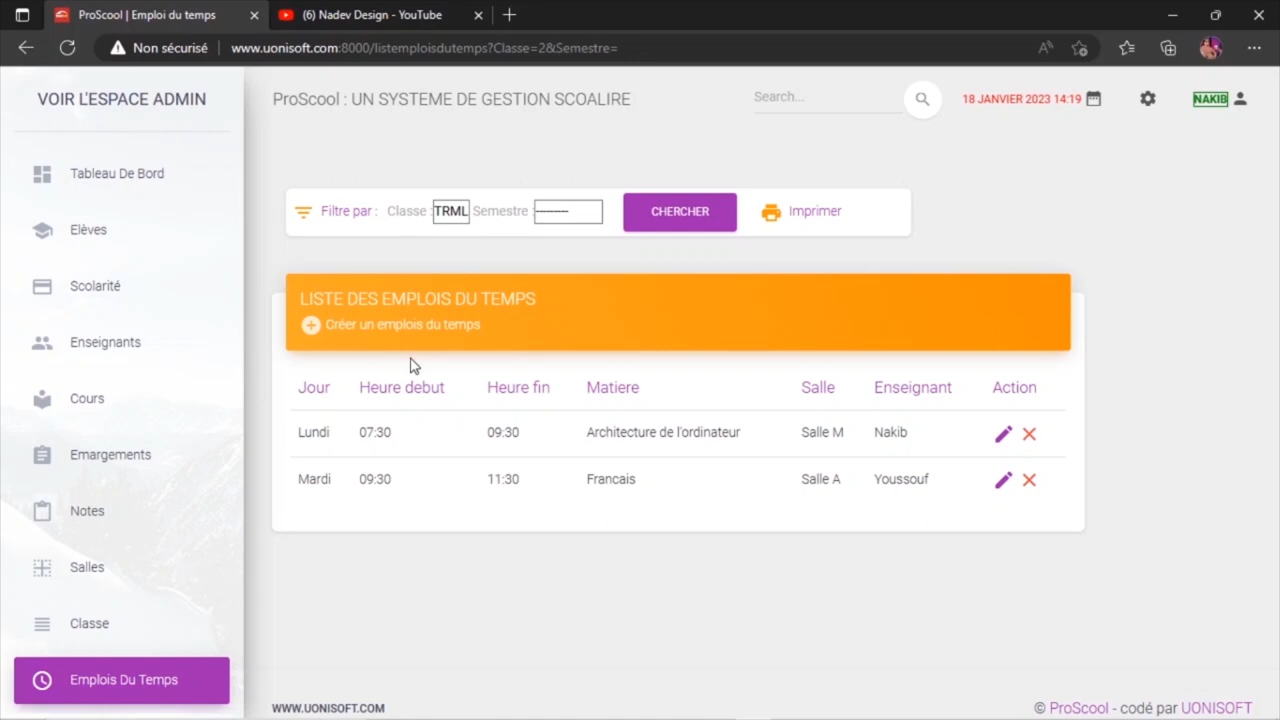 ProScool | Emploi du temps
(6) Nadev Design - YouTube
Non sécurisé
www.uonisoft.com:8000/listemploisdutemps?Classe=2&Semestre=
VOIR L'ESPACE ADMIN
ProScool : UN SYSTEME DE GESTION SCOALIRE
Search...
18 JANVIER 2023 14:19
NAKIB
Tableau De Bord
Elèves
Scolarité
Enseignants
Cours
Emargements
Notes
Salles
Classe
Emplois Du Temps
Filtre par : Classe : TRML Semestre : ---------
CHERCHER
Imprimer
LISTE DES EMPLOIS DU TEMPS
Créer un emplois du temps
Jour Heure debut Heure fin Matiere Salle Enseignant Action
Lundi 07:30 09:30 Architecture de l'ordinateur Salle M Nakib
Mardi 09:30 11:30 Francais Salle A Youssouf
WWW.UONISOFT.COM
© ProScool - codé par UONISOFT